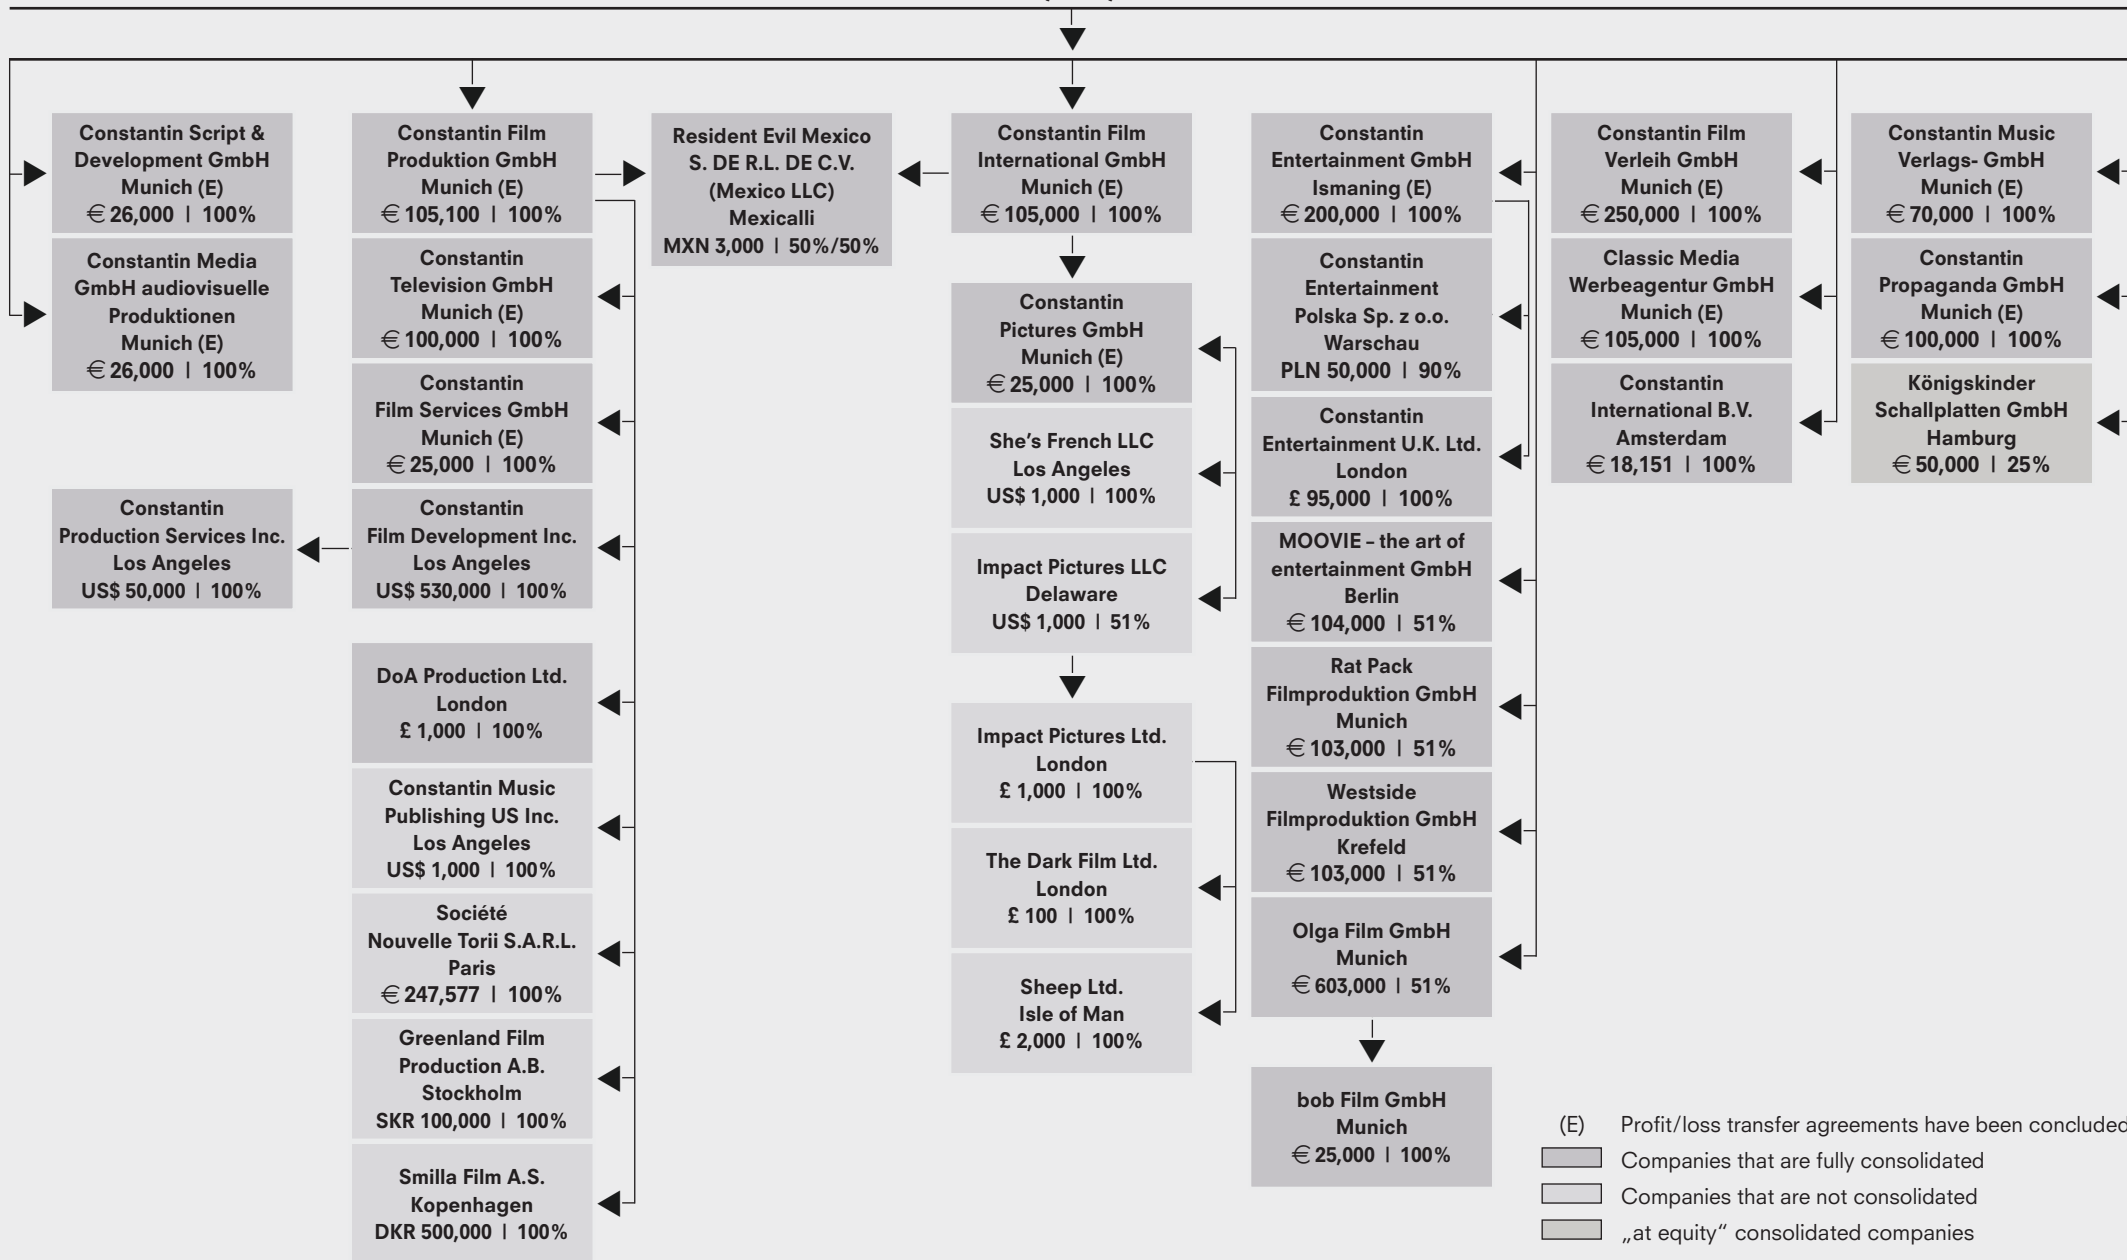 Constantin Script &
Development GmbH
Munich (E)
€ 26,000 | 100%
Constantin Media
GmbH audiovisuelle
Produktionen
Munich (E)
€ 26,000 | 100%
Constantin
Production Services Inc.
Los Angeles
US$ 50,000 | 100%
Constantin Film
Produktion GmbH
Munich (E)
€ 105,100 | 100%
Constantin
Television GmbH
Munich (E)
€ 100,000 | 100%
Constantin
Film Services GmbH
Munich (E)
€ 25,000 | 100%
Constantin
Film Development Inc.
Los Angeles
US$ 530,000 | 100%
DoA Production Ltd.
London
£ 1,000 | 100%
Constantin Music
Publishing US Inc.
Los Angeles
US$ 1,000 | 100%
Société
Nouvelle Torii S.A.R.L.
Paris
€ 247,577 | 100%
Greenland Film
Production A.B.
Stockholm
SKR 100,000 | 100%
Smilla Film A.S.
Kopenhagen
DKR 500,000 | 100%
Resident Evil Mexico
S. DE R.L. DE C.V.
(Mexico LLC)
Mexicalli
MXN 3,000 | 50%/50%
Constantin Film
International GmbH
Munich (E)
€ 105,000 | 100%
Constantin
Pictures GmbH
Munich (E)
€ 25,000 | 100%
She's French LLC
Los Angeles
US$ 1,000 | 100%
Impact Pictures LLC
Delaware
US$ 1,000 | 51%
Impact Pictures Ltd.
London
£ 1,000 | 100%
The Dark Film Ltd.
London
£ 100 | 100%
Sheep Ltd.
Isle of Man
£ 2,000 | 100%
Constantin
Entertainment GmbH
Ismaning (E)
€ 200,000 | 100%
Constantin
Entertainment
Polska Sp. z o.o.
Warschau
PLN 50,000 | 90%
Constantin
Entertainment U.K. Ltd.
London
£ 95,000 | 100%
MOOVIE – the art of
entertainment GmbH
Berlin
€ 104,000 | 51%
Rat Pack
Filmproduktion GmbH
Munich
€ 103,000 | 51%
Westside
Filmproduktion GmbH
Krefeld
€ 103,000 | 51%
Olga Film GmbH
Munich
€ 603,000 | 51%
bob Film GmbH
Munich
€ 25,000 | 100%
Constantin Film
Verleih GmbH
Munich (E)
€ 250,000 | 100%
Classic Media
Werbeagentur GmbH
Munich (E)
€ 105,000 | 100%
Constantin
International B.V.
Amsterdam
€ 18,151 | 100%
Constantin Music
Verlags- GmbH
Munich (E)
€ 70,000 | 100%
Constantin
Propaganda GmbH
Munich (E)
€ 100,000 | 100%
Königskinder
Schallplatten GmbH
Hamburg
€ 50,000 | 25%
(E) Profit/loss transfer agreements have been concluded
Companies that are fully consolidated
Companies that are not consolidated
„at equity“ consolidated companies